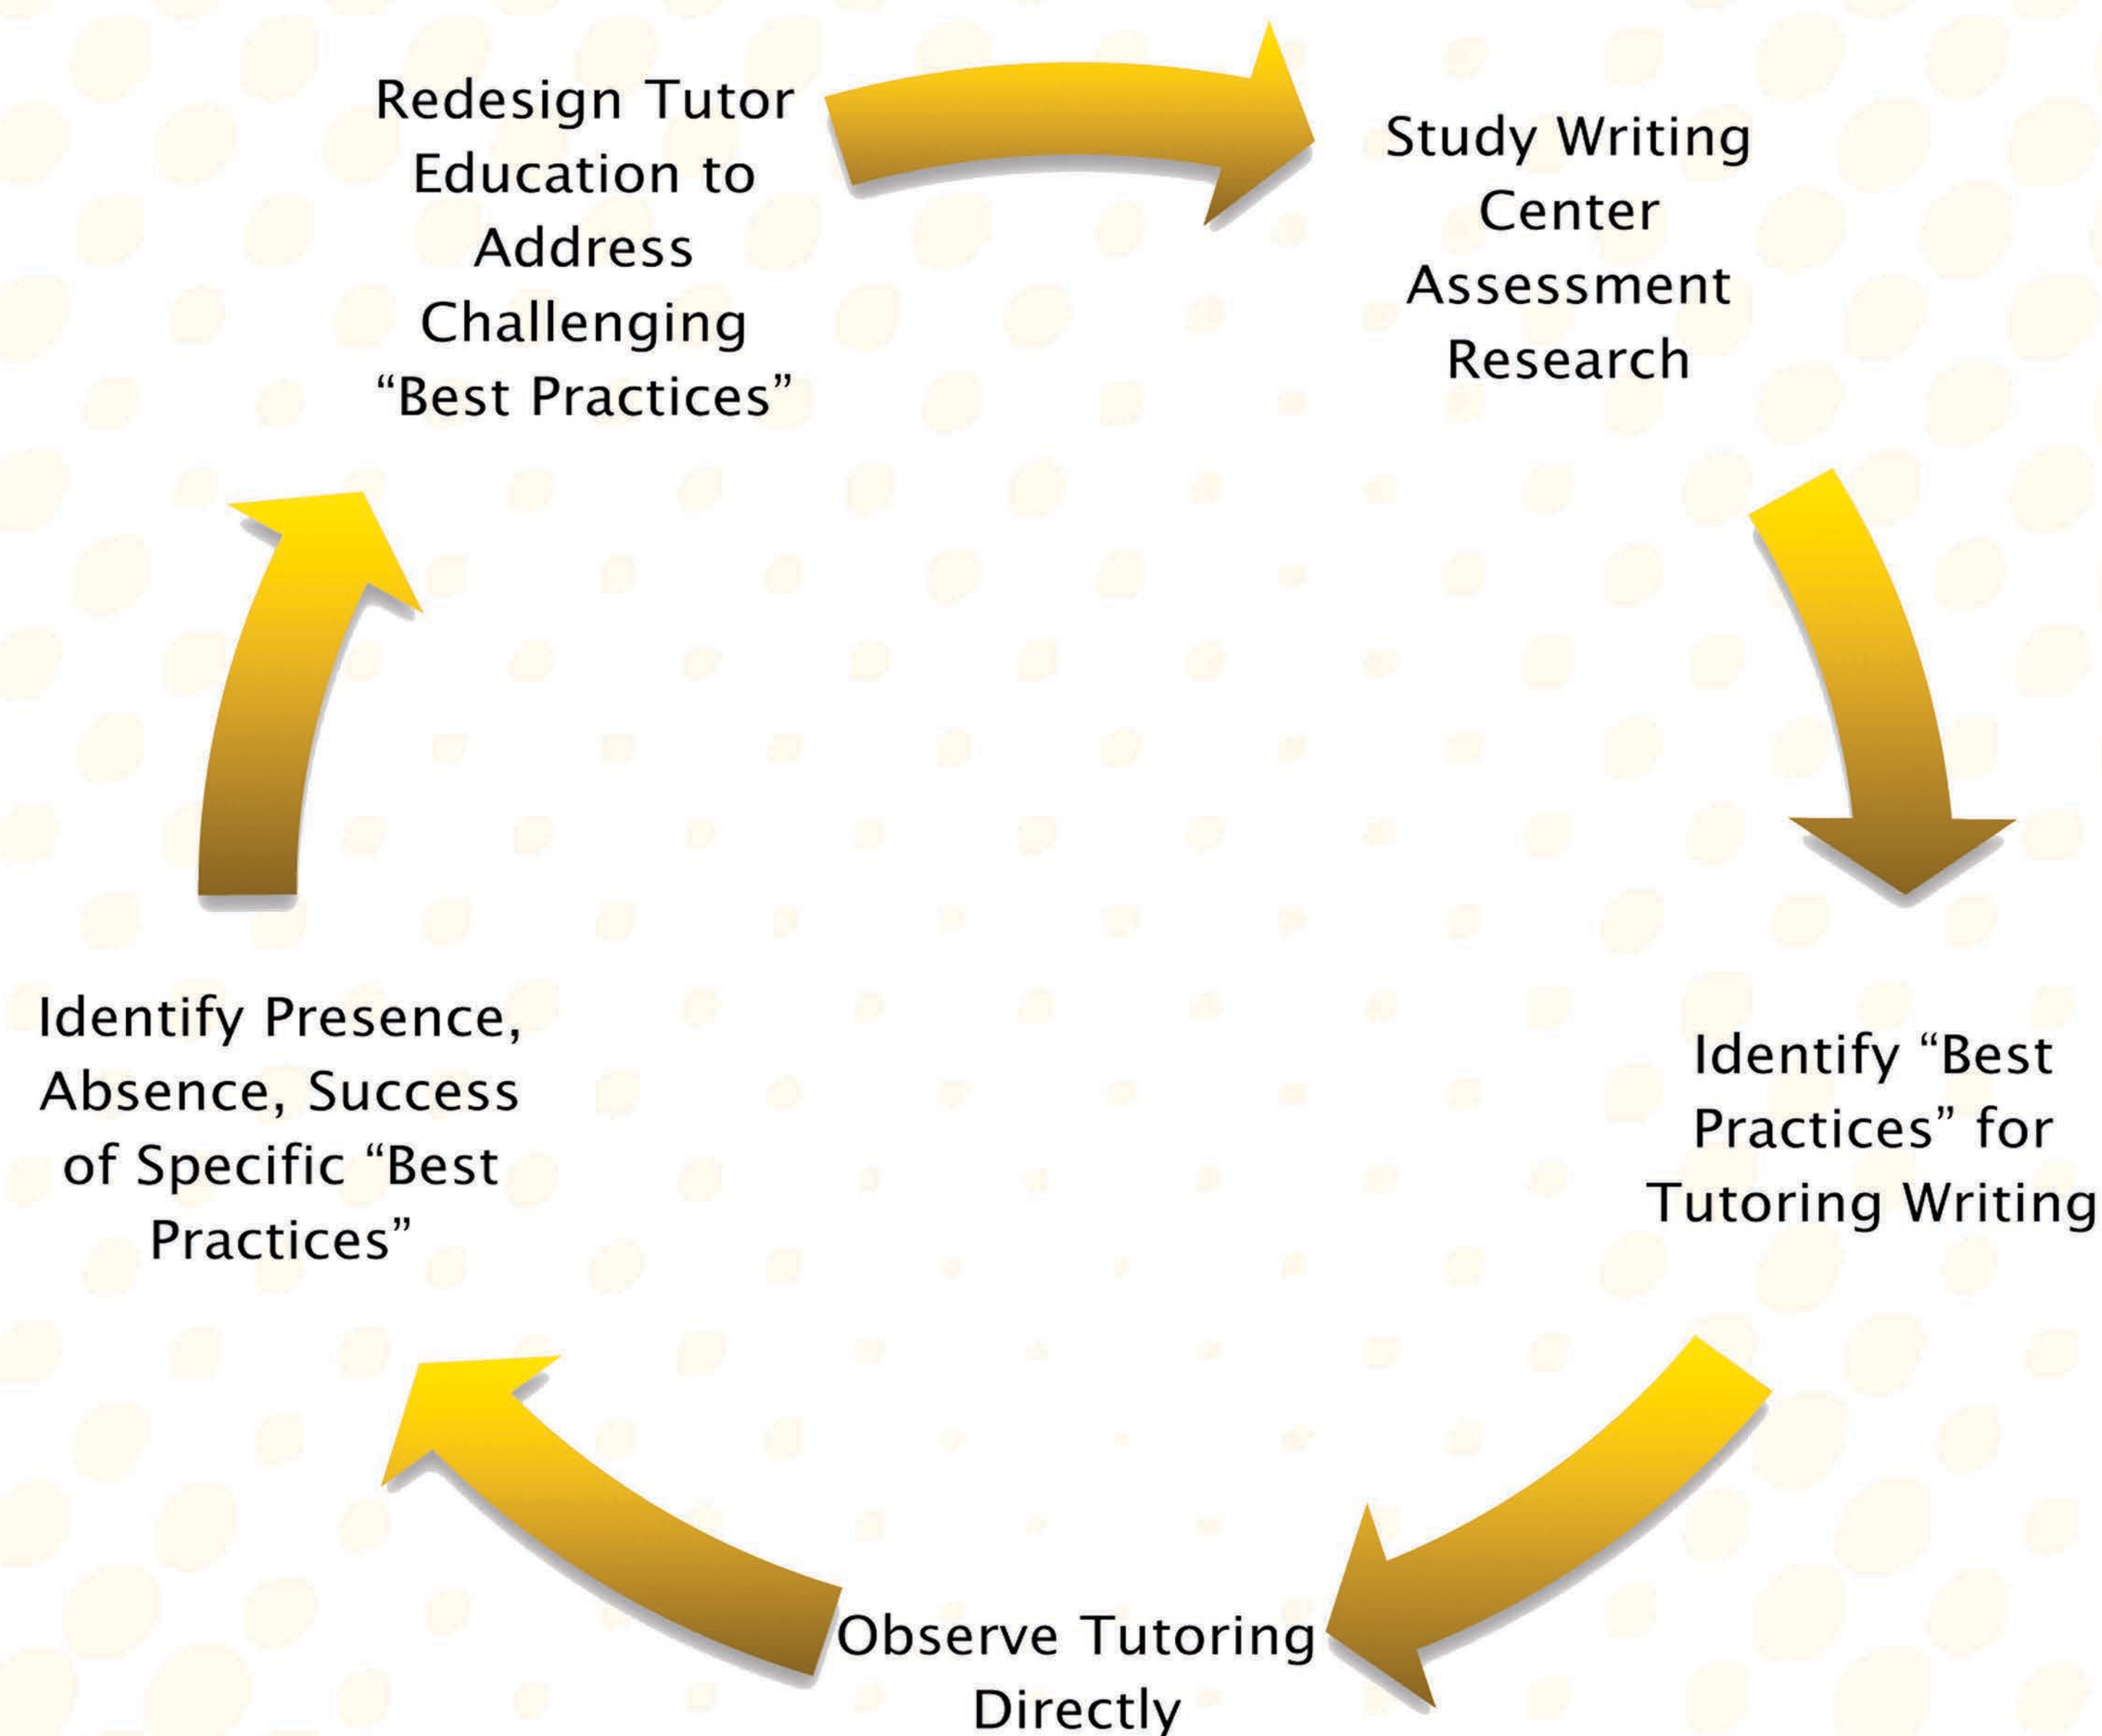 Redesign Tutor
Education to
Address
Challenging
“Best Practices”
Study Writing
Center
Assessment
Research
Identify “Best
Practices” for
Tutoring Writing
Observe Tutoring
Directly
Identify Presence,
Absence, Success
of Specific “Best
Practices”